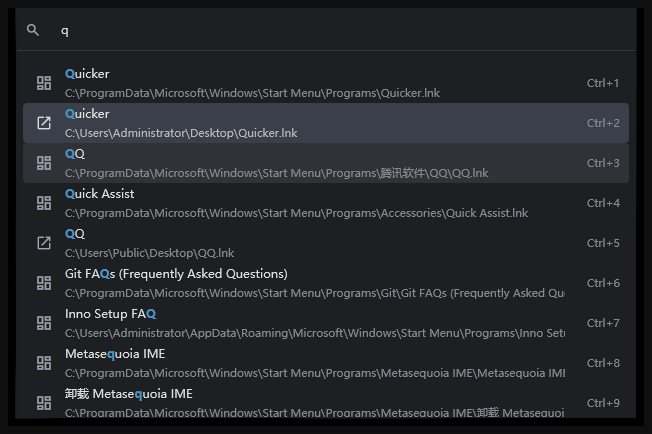 q
Quicker
C:\ProgramData\Microsoft\Windows\Start Menu\Programs\Quicker.lnk
Ctrl+1
Quicker
C:\Users\Administrator\Desktop\Quicker.lnk
Ctrl+2
QQ
C:\ProgramData\Microsoft\Windows\Start Menu\Programs\腾讯软件\QQ\QQ.lnk
Ctrl+3
Quick Assist
C:\ProgramData\Microsoft\Windows\Start Menu\Programs\Accessories\Quick Assist.lnk
Ctrl+4
QQ
C:\Users\Public\Desktop\QQ.lnk
Ctrl+5
Git FAQs (Frequently Asked Questions)
C:\ProgramData\Microsoft\Windows\Start Menu\Programs\Git\Git FAQs (Frequently Asked Qu
Ctrl+6
Inno Setup FAQ
C:\Users\Administrator\AppData\Roaming\Microsoft\Windows\Start Menu\Programs\Inno Setu
Ctrl+7
Metasequoia IME
C:\ProgramData\Microsoft\Windows\Start Menu\Programs\Metasequoia IME\Metasequoia IME
Ctrl+8
卸载 Metasequoia IME
C:\ProgramData\Microsoft\Windows\Start Menu\Programs\Metasequoia IME\卸载 Metasequoia
Ctrl+9